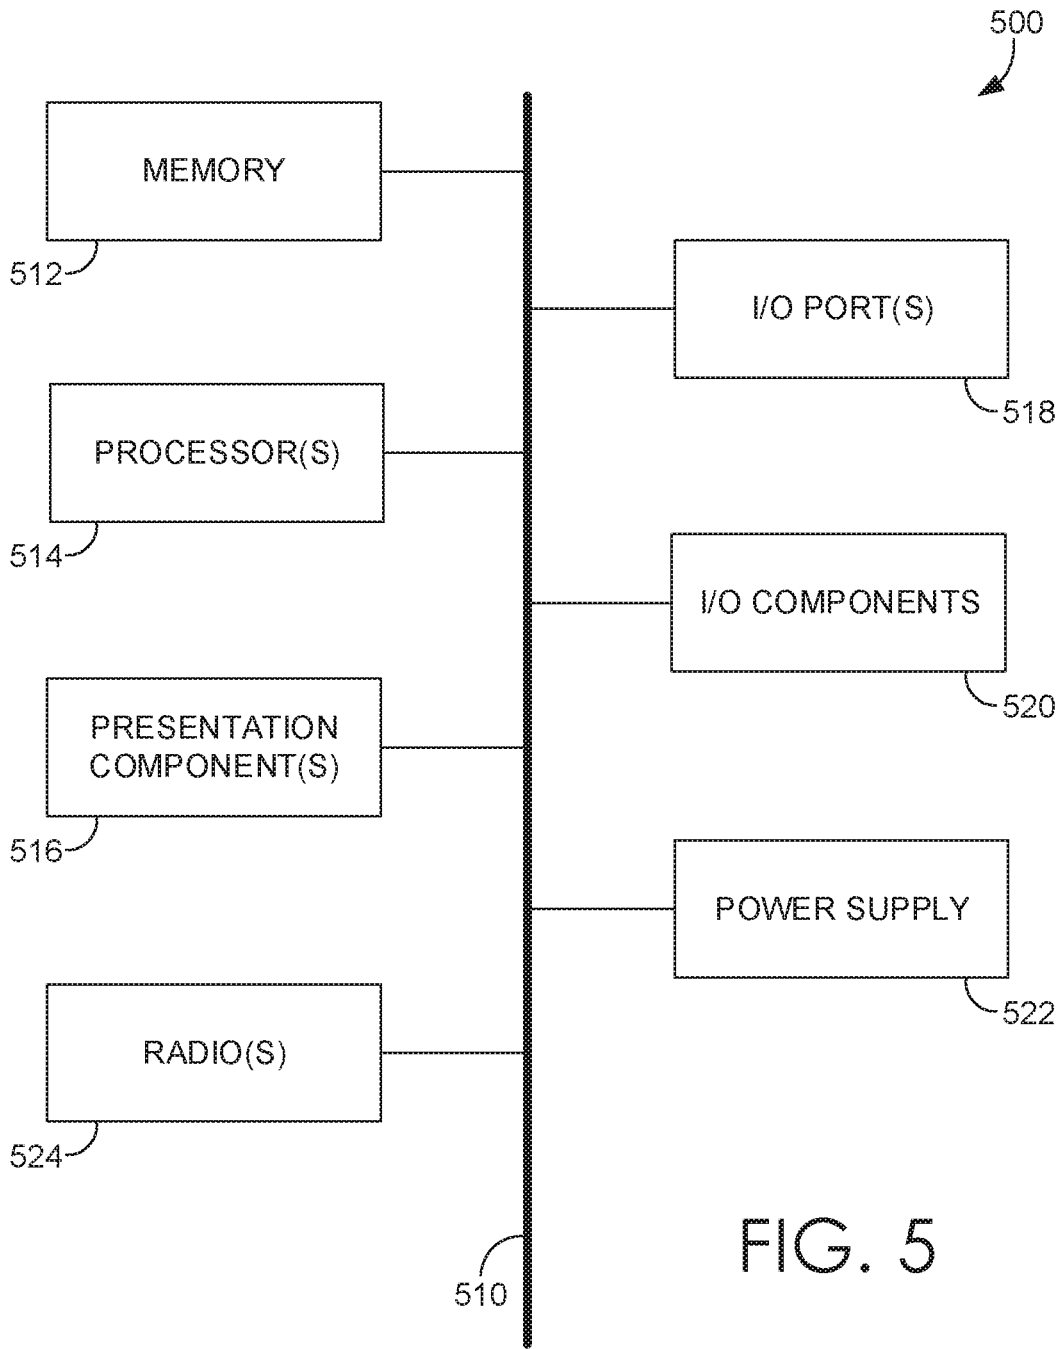 500
MEMORY
512
I/O PORT(S)
518
PROCESSOR(S)
514
I/O COMPONENTS
520
PRESENTATION
COMPONENT(S)
516
POWER SUPPLY
522
RADIO(S)
524
510
FIG. 5